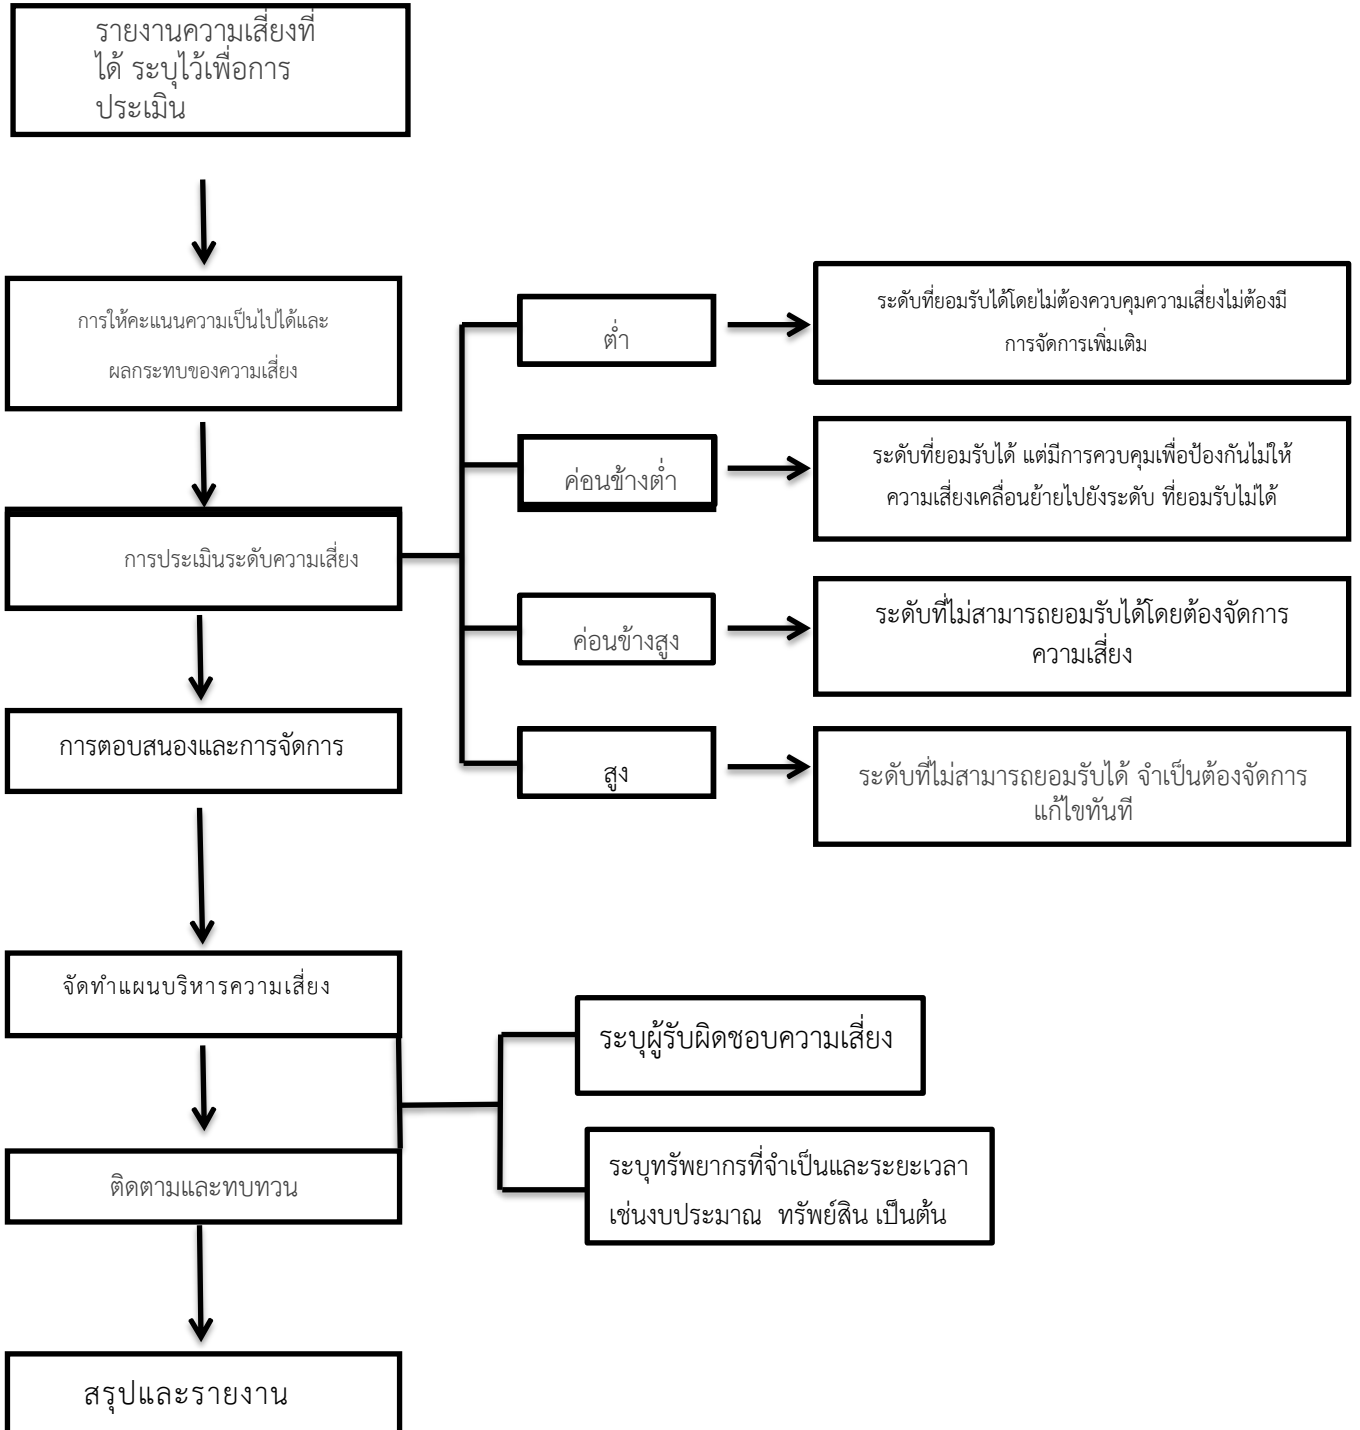 รายงานความเสี่ยงที่
ได้ ระบุไว้เพื่อการ
ประเมิน
การให้คะแนนความเป็นไปได้และ
ผลกระทบของความเสี่ยง
การประเมินระดับความเสี่ยง
ต่ำ
ระดับที่ยอมรับได้โดยไม่ต้องควบคุมความเสี่ยงไม่ต้องมี
การจัดการเพิ่มเติม
ค่อนข้างต่ำ
ระดับที่ยอมรับได้ แต่มีการควบคุมเพื่อป้องกันไม่ให้
ความเสี่ยงเคลื่อนย้ายไปยังระดับ ที่ยอมรับไม่ได้
ค่อนข้างสูง
ระดับที่ไม่สามารถยอมรับได้โดยต้องจัดการ
ความเสี่ยง
สูง
ระดับที่ไม่สามารถยอมรับได้ จำเป็นต้องจัดการ
แก้ไขทันที
การตอบสนองและการจัดการ
จัดทำแผนบริหารความเสี่ยง
ระบุผู้รับผิดชอบความเสี่ยง
ระบุทรัพยากรที่จำเป็นและระยะเวลา
เช่นงบประมาณ ทรัพย์สิน เป็นต้น
ติดตามและทบทวน
สรุปและรายงาน